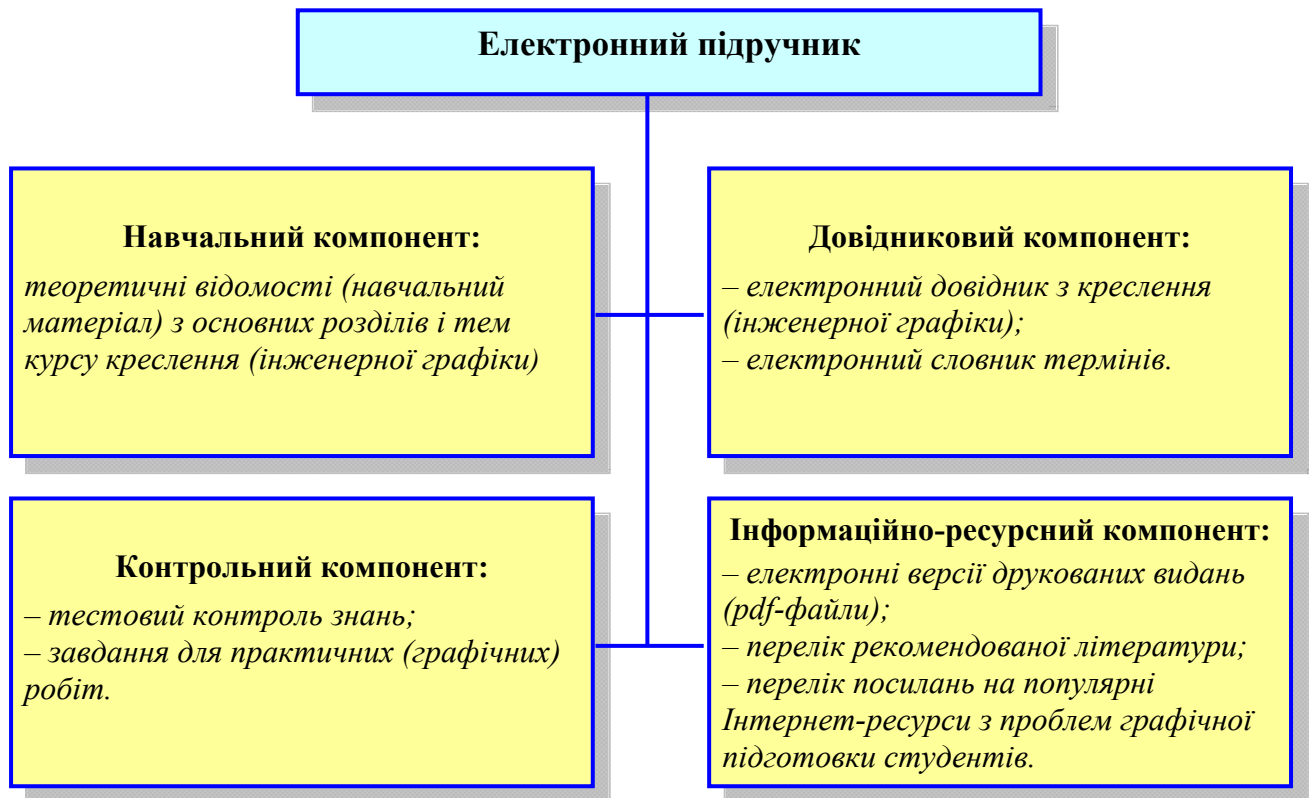 Електронний підручник
Навчальний компонент:
теоретичні відомості (навчальний
матеріал) з основних розділів і тем
курсу креслення (інженерної графіки)
Довідниковий компонент:
– електронний довідник з креслення
(інженерної графіки);
– електронний словник термінів.
Контрольний компонент:
– тестовий контроль знань;
– завдання для практичних (графічних)
робіт.
Інформаційно-ресурсний компонент:
– електронні версії друкованих видань
(pdf-файли);
– перелік рекомендованої літератури;
– перелік посилань на популярні
Інтернет-ресурси з проблем графічної
підготовки студентів.